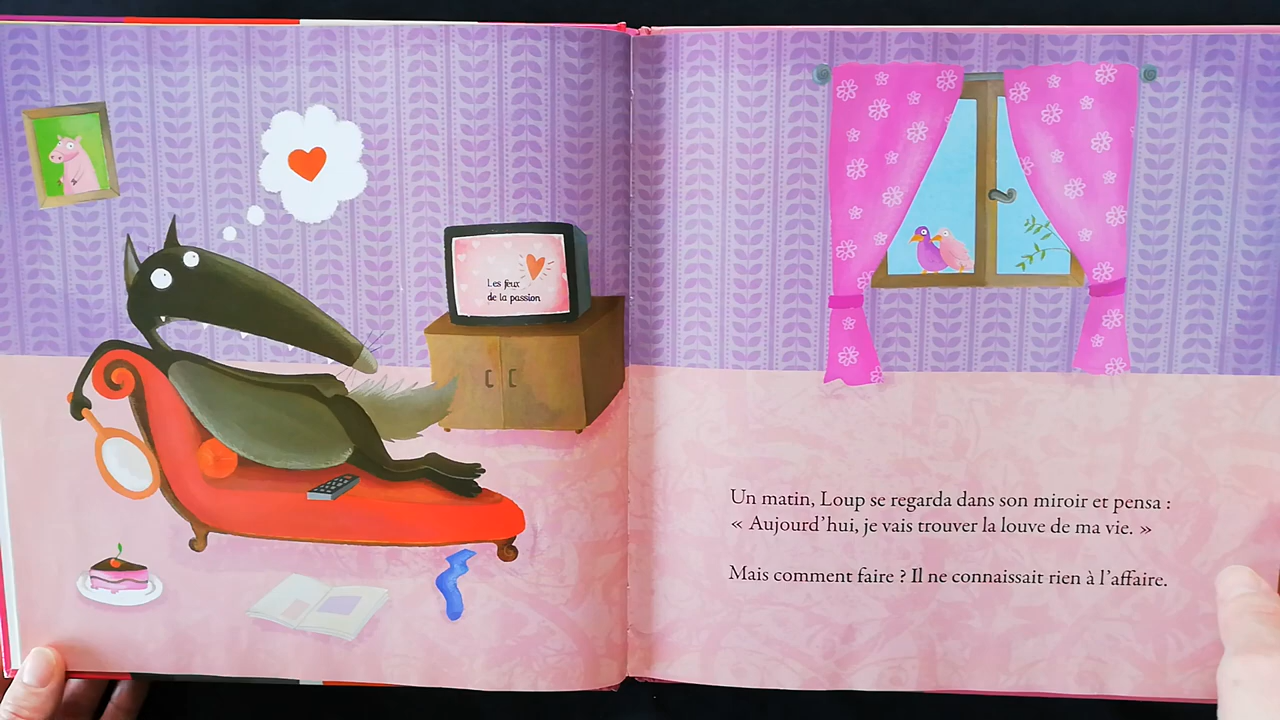 Les feux
de la passion
Un matin, Loup se regarda dans son miroir et pensa :
« Aujourd'hui, je vais trouver la louve de ma vie. »
Mais comment faire ? Il ne connaissait rien à l'affaire.